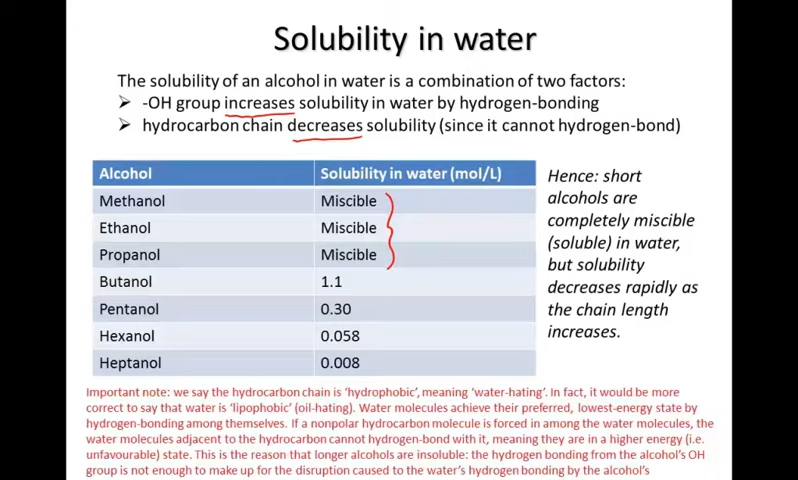 Solubility in water
The solubility of an alcohol in water is a combination of two factors:
➢ -OH group increases solubility in water by hydrogen-bonding
➢ hydrocarbon chain decreases solubility (since it cannot hydrogen-bond)
Alcohol Solubility in water (mol/L)
Methanol Miscible
Ethanol Miscible
Propanol Miscible
Butanol 1.1
Pentanol 0.30
Hexanol 0.058
Heptanol 0.008
Hence: short
alcohols are
completely miscible
(soluble) in water,
but solubility
decreases rapidly as
the chain length
increases.
Important note: we say the hydrocarbon chain is 'hydrophobic', meaning 'water-hating'. In fact, it would be more
correct to say that water is 'lipophobic' (oil-hating). Water molecules achieve their preferred, lowest-energy state by
hydrogen-bonding among themselves. If a nonpolar hydrocarbon molecule is forced in among the water molecules, the
water molecules adjacent to the hydrocarbon cannot hydrogen-bond with it, meaning they are in a higher energy (i.e.
unfavourable) state. This is the reason that longer alcohols are insoluble: the hydrogen bonding from the alcohol's OH
group is not enough to make up for the disruption caused to the water's hydrogen bonding by the alcohol's